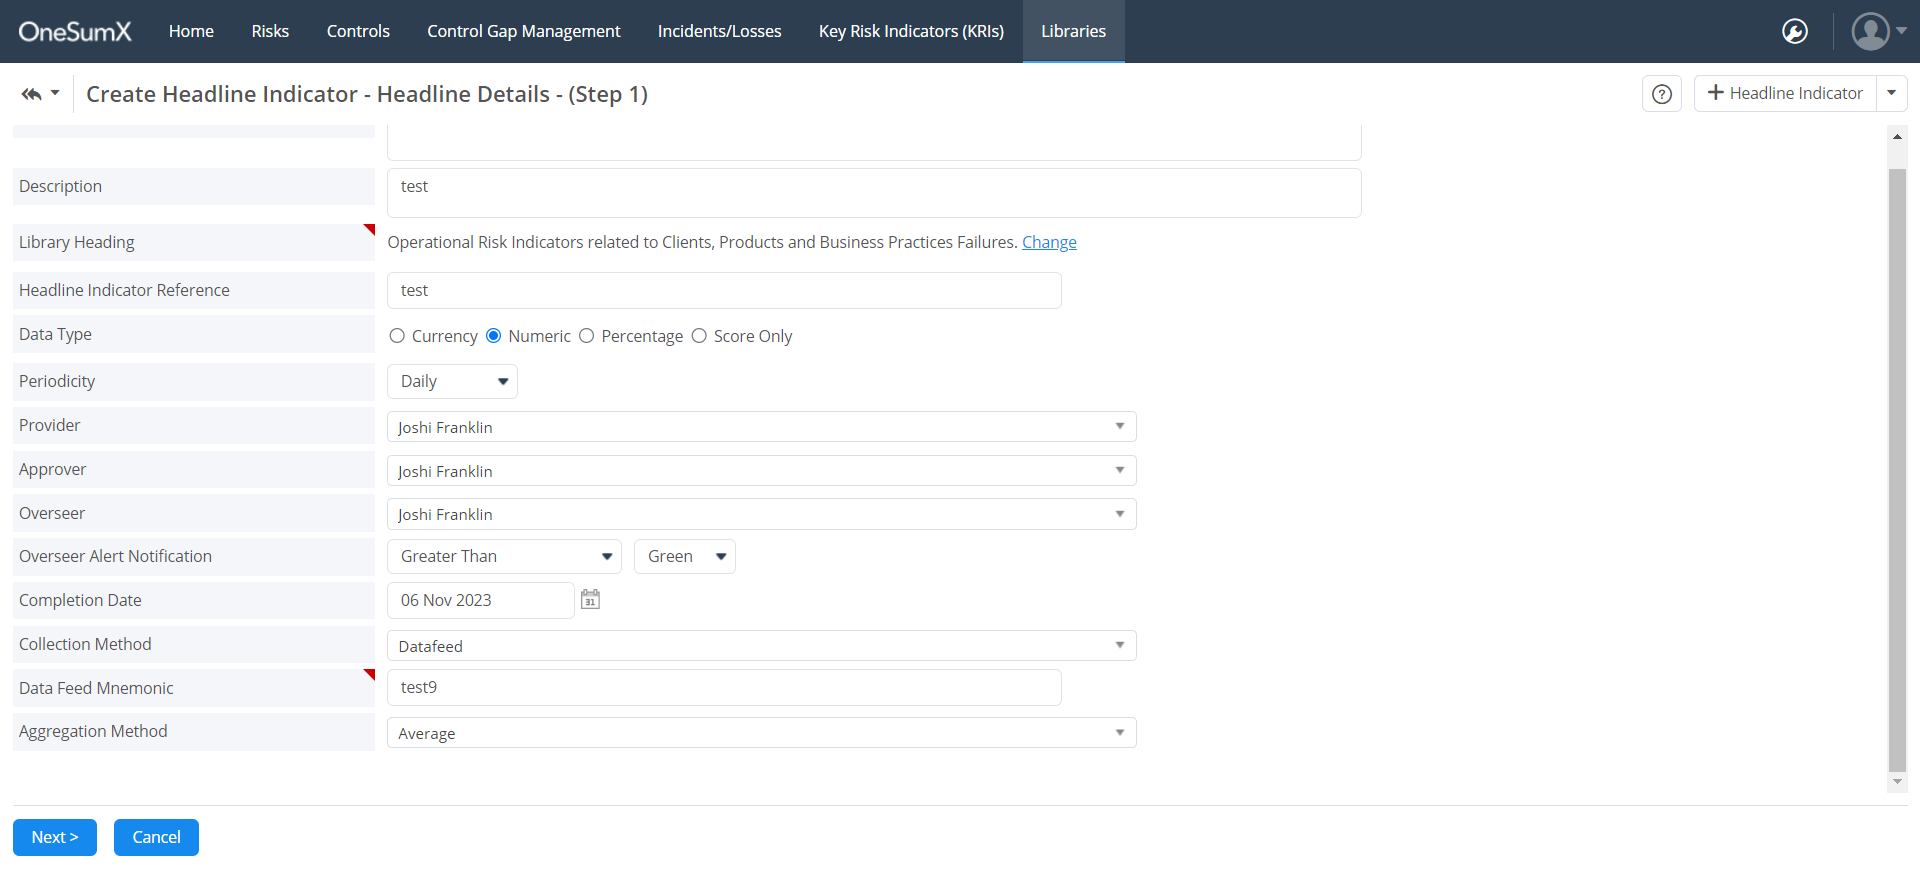 OneSumX Home Risks Controls Control Gap Management Incidents/Losses Key Risk Indicators (KRIs) Libraries
Create Headline Indicator - Headline Details - (Step 1) Headline Indicator
Description test
Library Heading Operational Risk Indicators related to Clients, Products and Business Practices Failures. Change
Headline Indicator Reference test
Data Type Currency Numeric Percentage Score Only
Periodicity Daily
Provider Joshi Franklin
Approver Joshi Franklin
Overseer Joshi Franklin
Overseer Alert Notification Greater Than Green
Completion Date 06 Nov 2023 31
Collection Method Datafeed
Data Feed Mnemonic test9
Aggregation Method Average
Next > Cancel